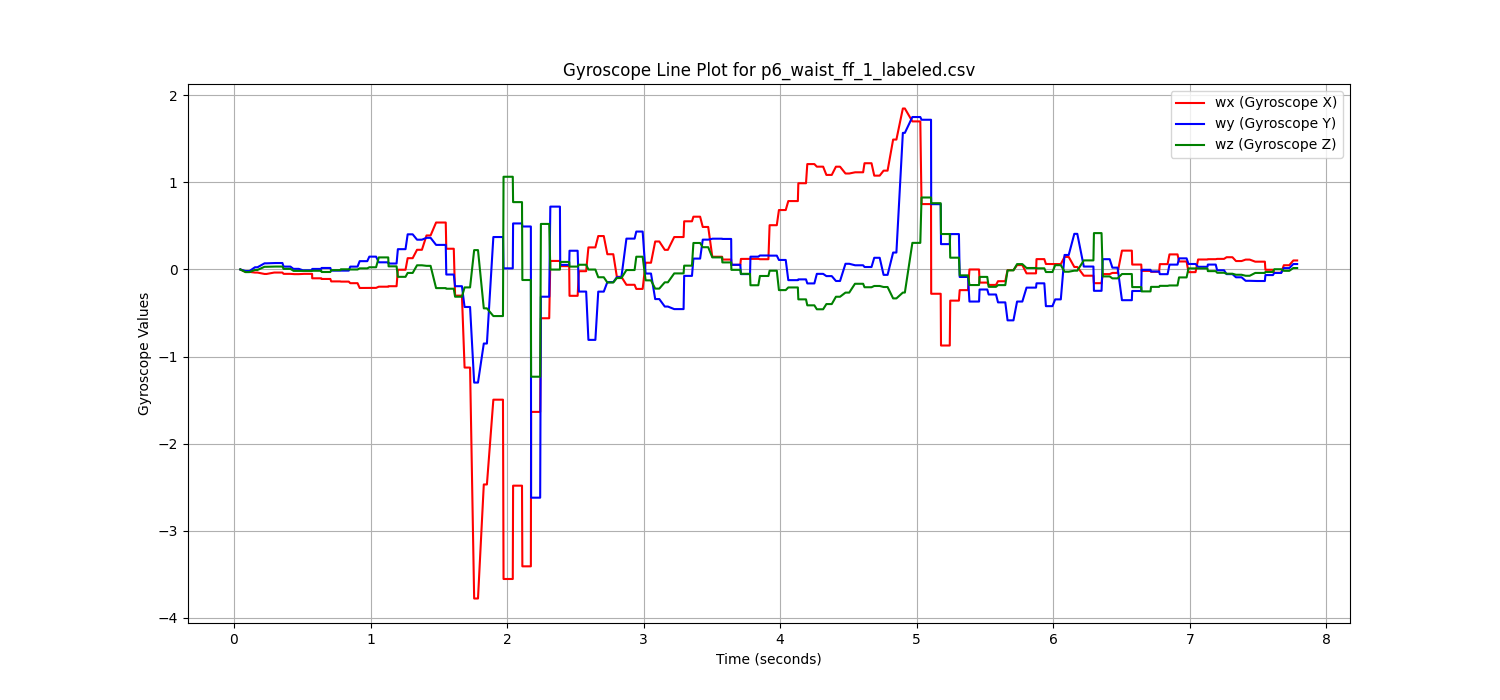 Gyroscope Line Plot for p6_waist_ff_1_labeled.csv
wx (Gyroscope X)
wy (Gyroscope Y)
wz (Gyroscope Z)
Gyroscope Values
2
1
0
−1
−2
−3
−4
0 1 2 3 4 5 6 7 8
Time (seconds)